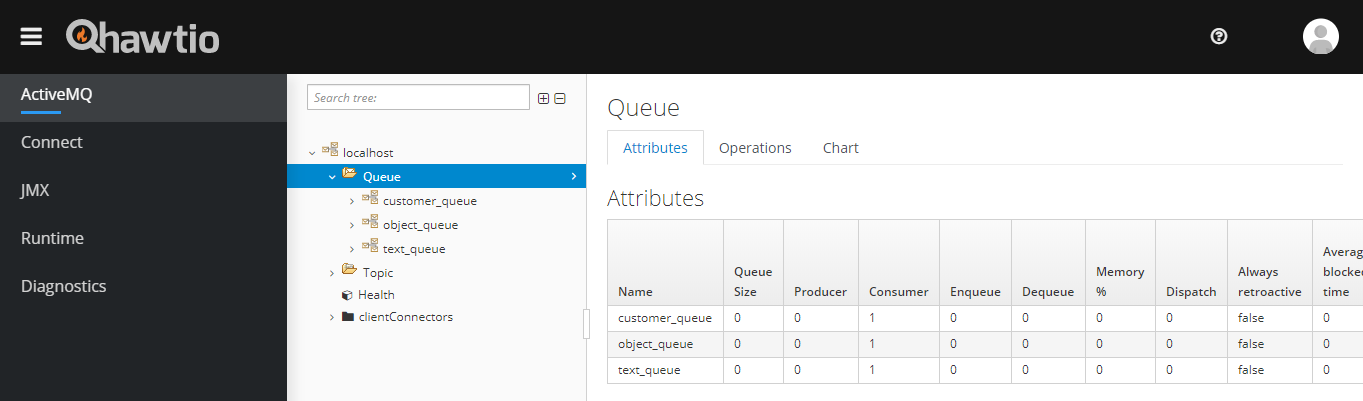 hawtio
ActiveMQ
Connect
JMX
Runtime
Diagnostics
Search tree:
localhost
Queue
customer_queue
object_queue
text_queue
Topic
Health
clientConnectors
Queue
Attributes Operations Chart
Attributes
Name Queue Size Producer Consumer Enqueue Dequeue Memory % Dispatch Always retroactive Averag blocked time
customer_queue 0 0 1 0 0 0 0 false 0
object_queue 0 0 1 0 0 0 0 false 0
text_queue 0 0 1 0 0 0 0 false 0